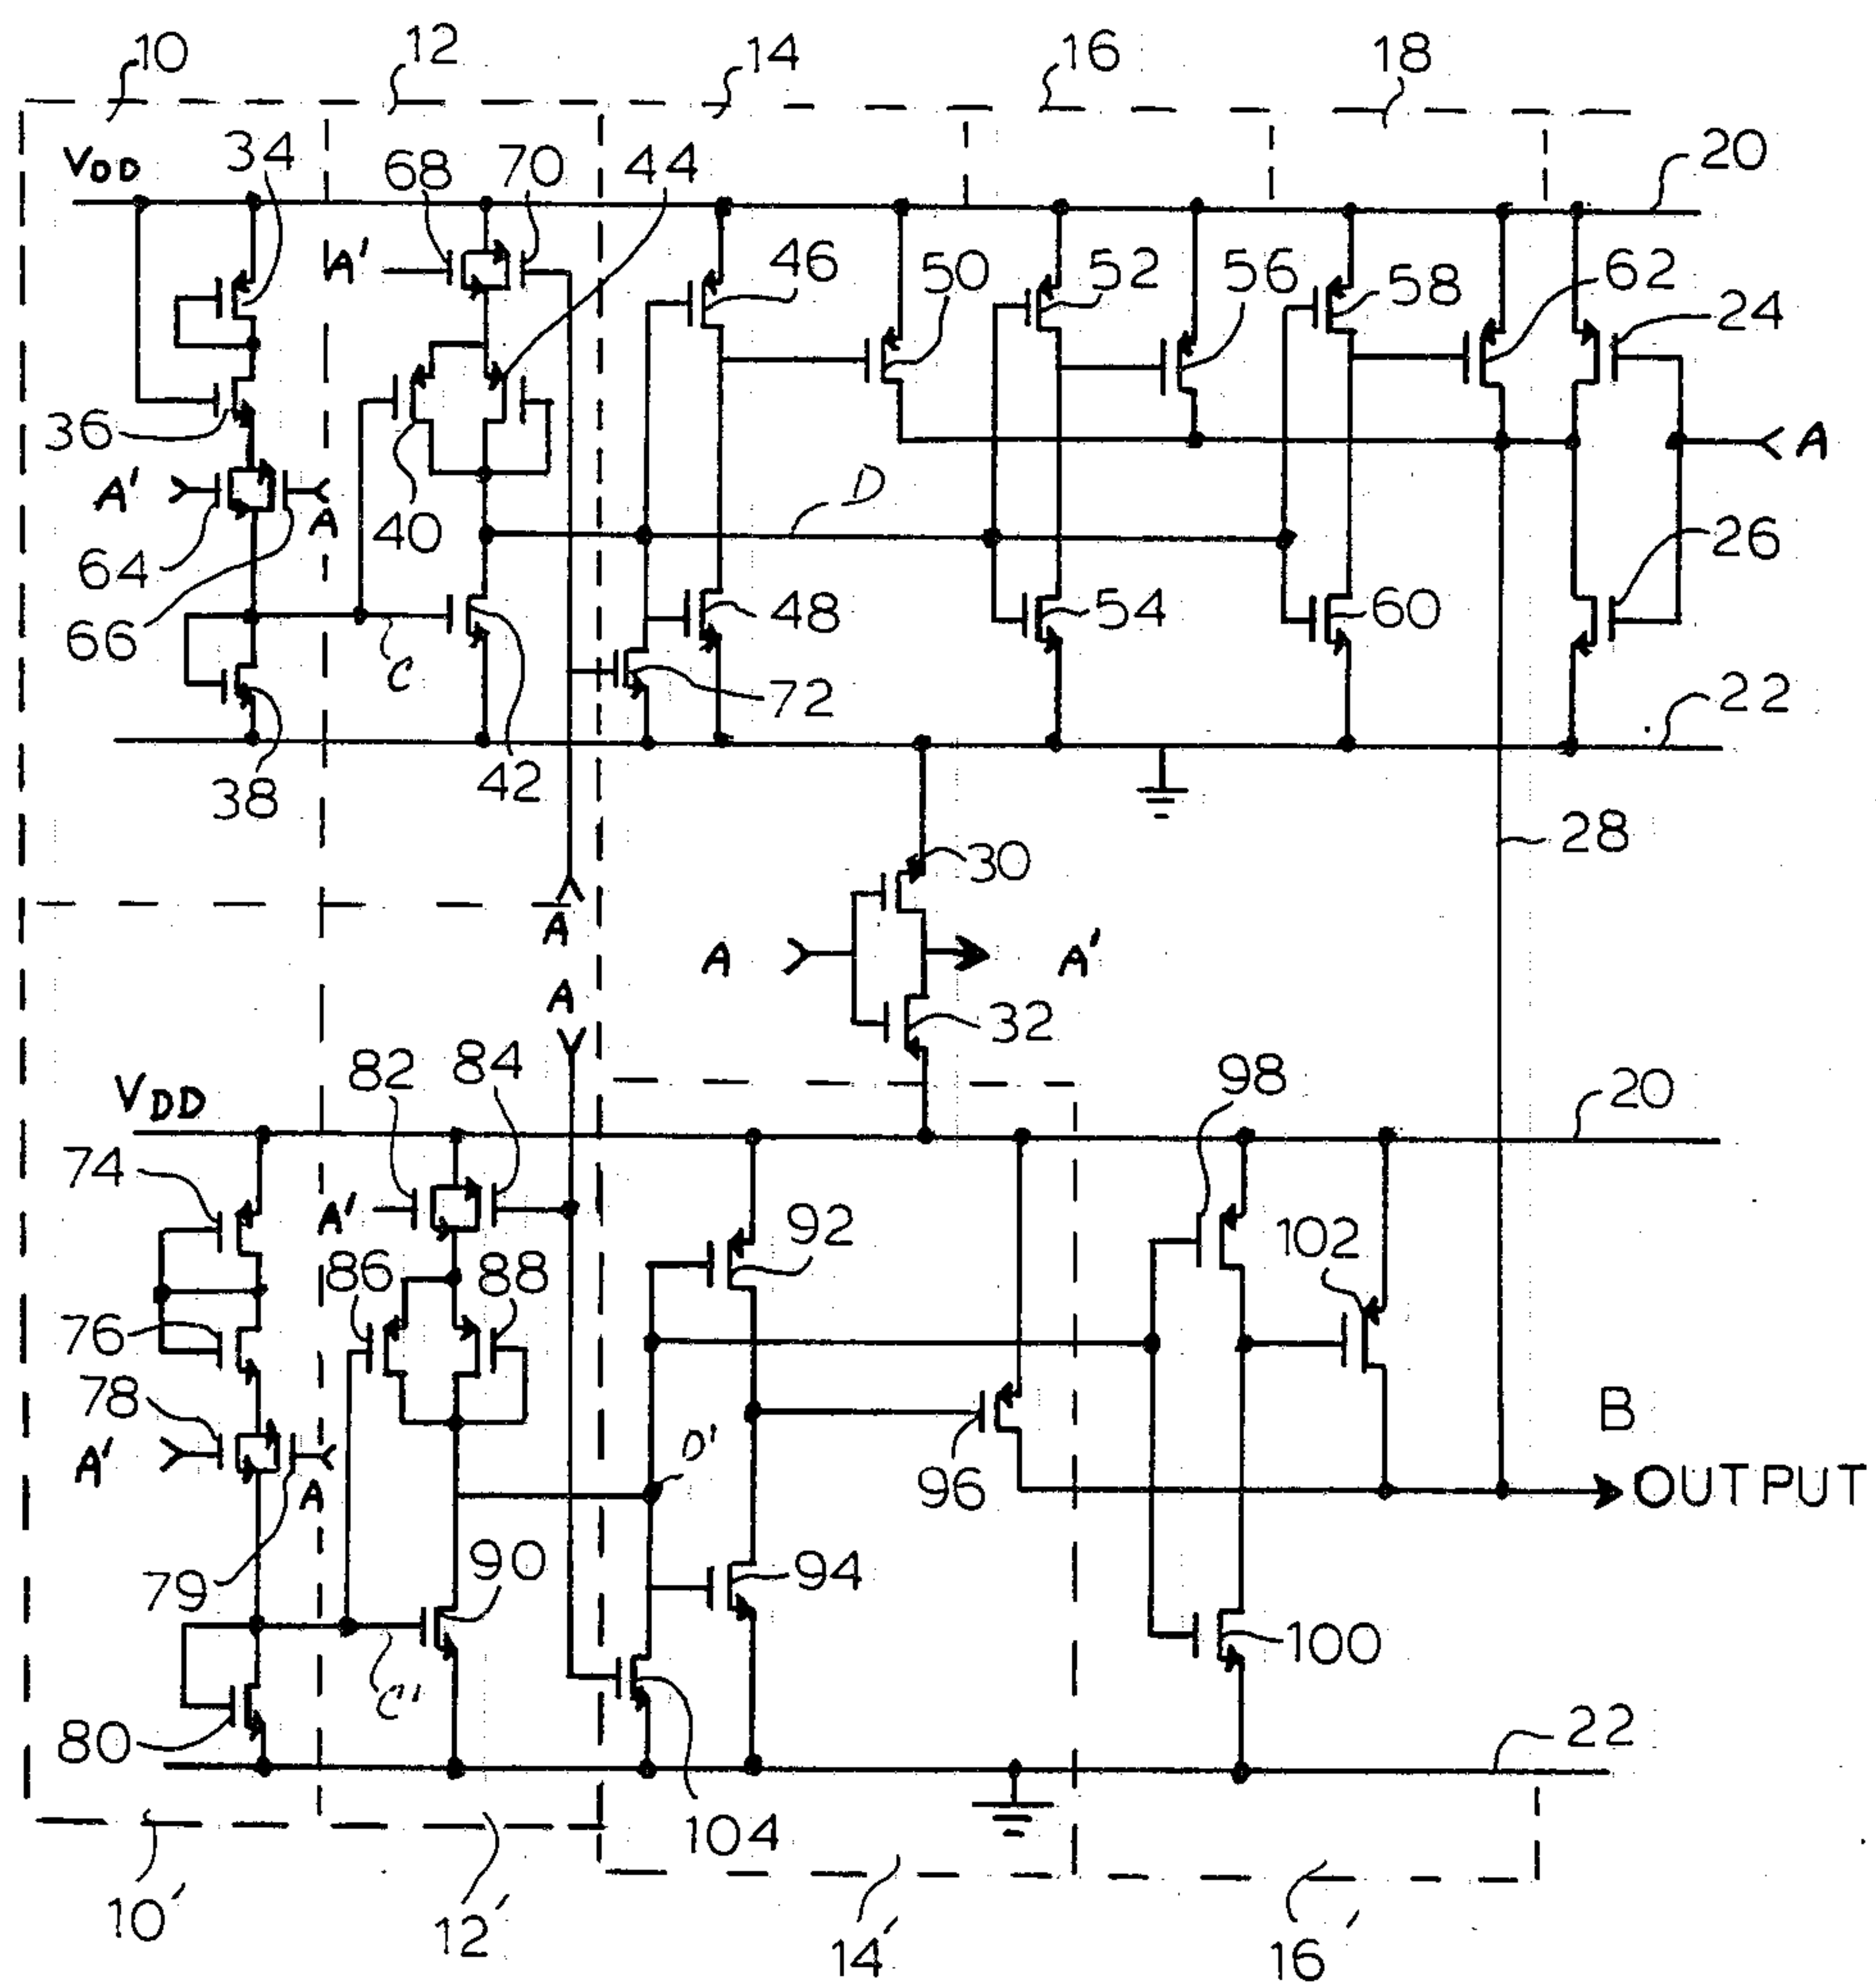 10 12 14 16 18
VDD 34 68 70 44 20
A' 46 50 52 56 58 62 24
36 A
A' A 40 D
64 26
66 C 48 54 60
72
38 42 22
28
30
A
A A A'
32
82 84 98
VDD 20
74 A' 92 102
86 88
76
78
A' A D' 96 B
OUTPUT
79 90 94
100
C'
80 22
104
10' 12' 14' 16'